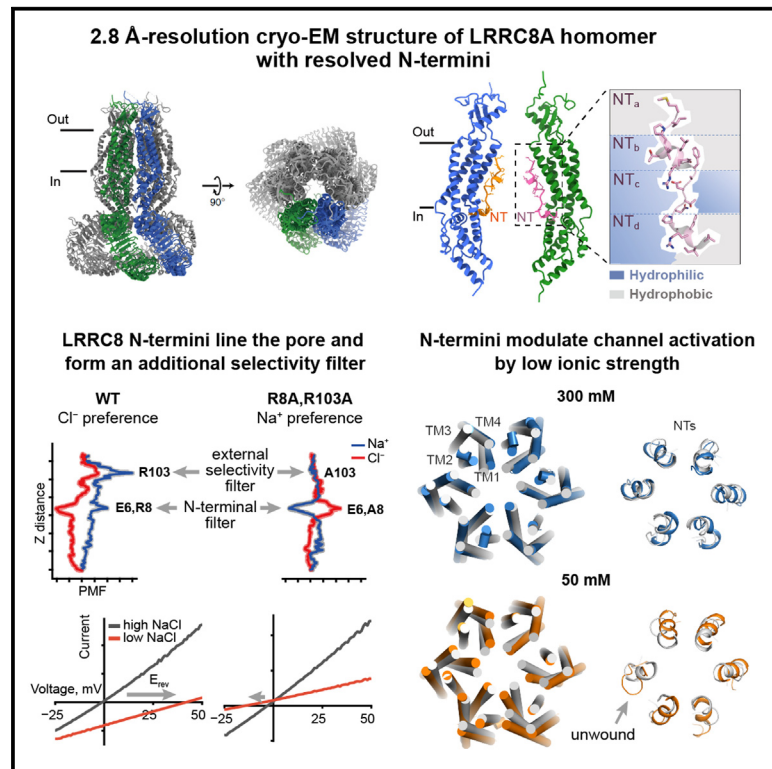 2.8 Å-resolution cryo-EM structure of LRRC8A homomer
with resolved N-termini
Out
In
90°
Out
In
NT
NT
NTa
NTb
NTc
NTd
Hydrophilic
Hydrophobic
LRRC8 N-termini line the pore and
form an additional selectivity filter
WT
Cl⁻ preference
R8A,R103A
Na⁺ preference
Na⁺
Cl⁻
Z distance
R103
external
selectivity
filter
A103
E6,R8
N-terminal
filter
E6,A8
PMF
Current
high NaCl
low NaCl
Voltage, mV
Erev
−25
25
50
−25
25
50
N-termini modulate channel activation
by low ionic strength
300 mM
TM3
TM4
TM2
TM1
NTs
50 mM
unwound